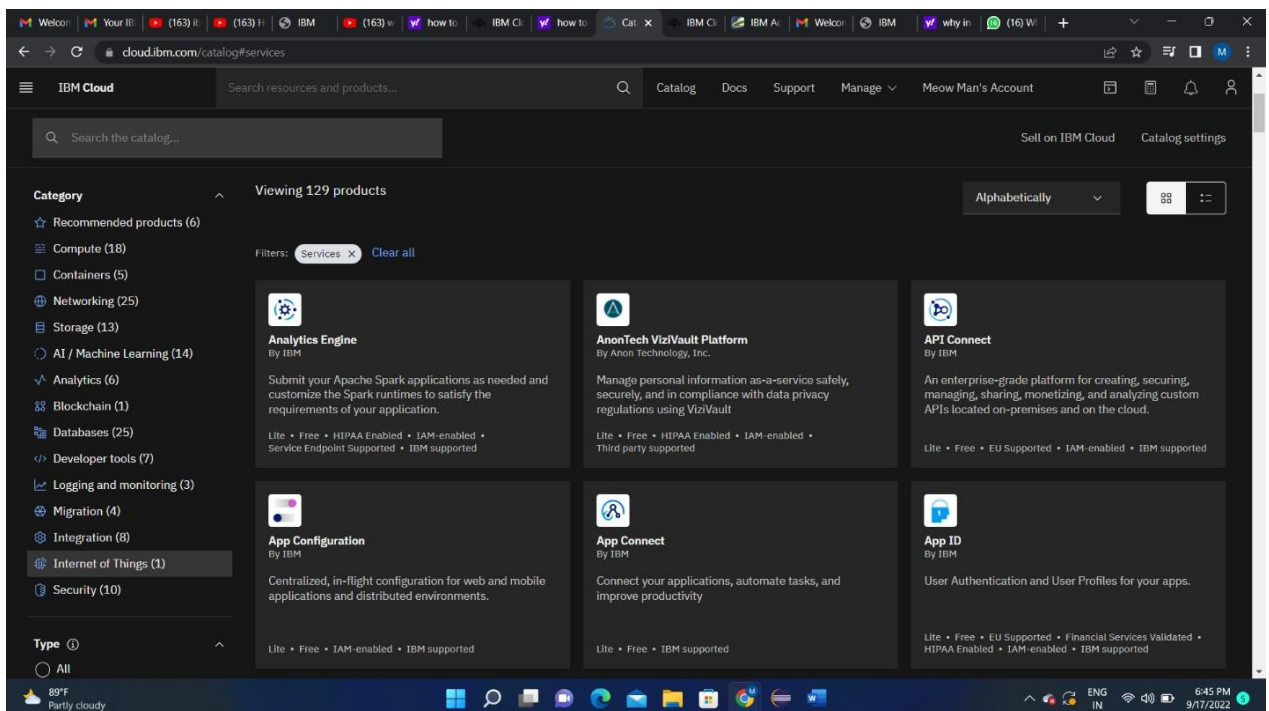 Welcon
Your IB
(163) ib
(163) H
IBM
(163) w
how to
IBM Clo
how to
Cat
IBM Cl
IBM Ac
Welcor
IBM
why in
(16) W
cloud.ibm.com/catalog#services
M
IBM Cloud
Search resources and products...
Catalog
Docs
Support
Manage
Meow Man's Account
Search the catalog...
Sell on IBM Cloud
Catalog settings
Category
Recommended products (6)
Compute (18)
Containers (5)
Networking (25)
Storage (13)
AI / Machine Learning (14)
Analytics (6)
Blockchain (1)
Databases (25)
Developer tools (7)
Logging and monitoring (3)
Migration (4)
Integration (8)
Internet of Things (1)
Security (10)
Type
All
Viewing 129 products
Alphabetically
Filters: Services × Clear all
Analytics Engine
By IBM
Submit your Apache Spark applications as needed and
customize the Spark runtimes to satisfy the
requirements of your application.
Lite • Free • HIPAA Enabled • IAM-enabled •
Service Endpoint Supported • IBM supported
AnonTech ViziVault Platform
By Anon Technology, Inc.
Manage personal information as-a-service safely,
securely, and in compliance with data privacy
regulations using ViziVault
Lite • Free • HIPAA Enabled • IAM-enabled •
Third party supported
API Connect
By IBM
An enterprise-grade platform for creating, securing,
managing, sharing, monetizing, and analyzing custom
APIs located on-premises and on the cloud.
Lite • Free • EU Supported • IAM-enabled • IBM supported
App Configuration
By IBM
Centralized, in-flight configuration for web and mobile
applications and distributed environments.
Lite • Free • IAM-enabled • IBM supported
App Connect
By IBM
Connect your applications, automate tasks, and
improve productivity
Lite • Free • IBM supported
App ID
By IBM
User Authentication and User Profiles for your apps.
Lite • Free • EU Supported • Financial Services Validated •
HIPAA Enabled • IAM-enabled • IBM supported
89°F
Partly cloudy
ENG
IN
6:45 PM
9/17/2022
5